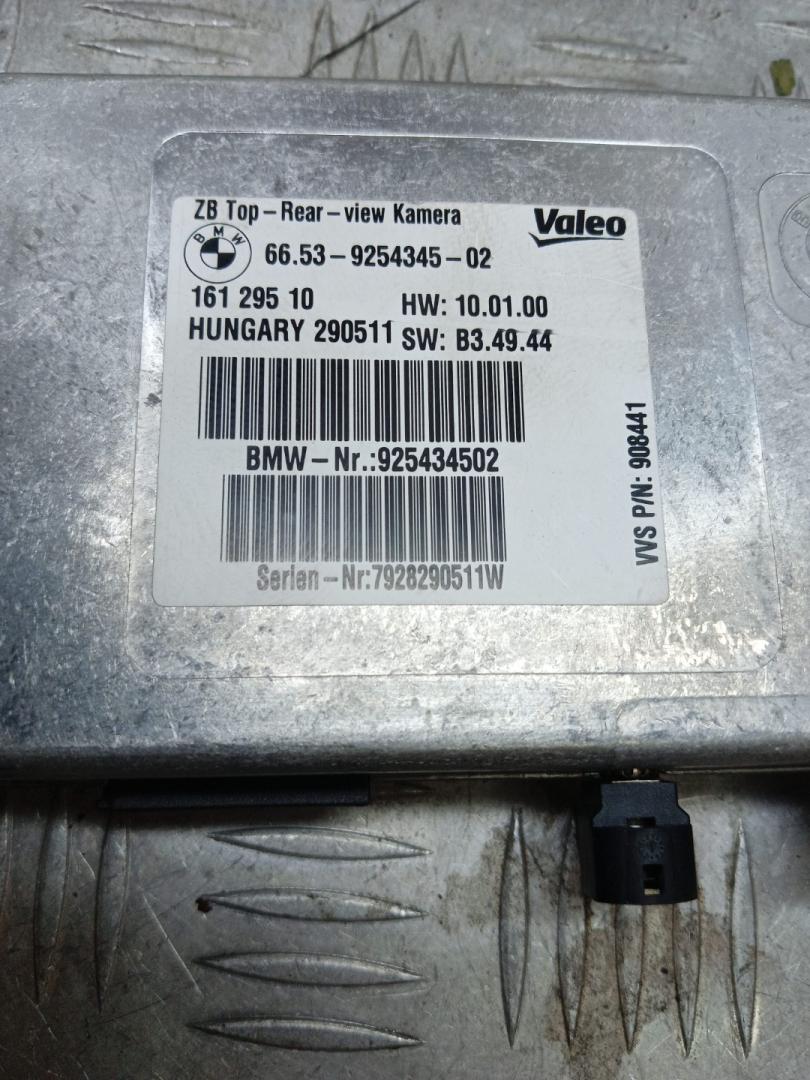 ZB Top-Rear-view Kamera
Valeo
BMW
66.53-9254345-02
161 295 10
HW: 10.01.00
HUNGARY 290511
SW: B3.49.44
BMW-Nr.:925434502
Serien-Nr:7928290511W
VVS P/N: 908441